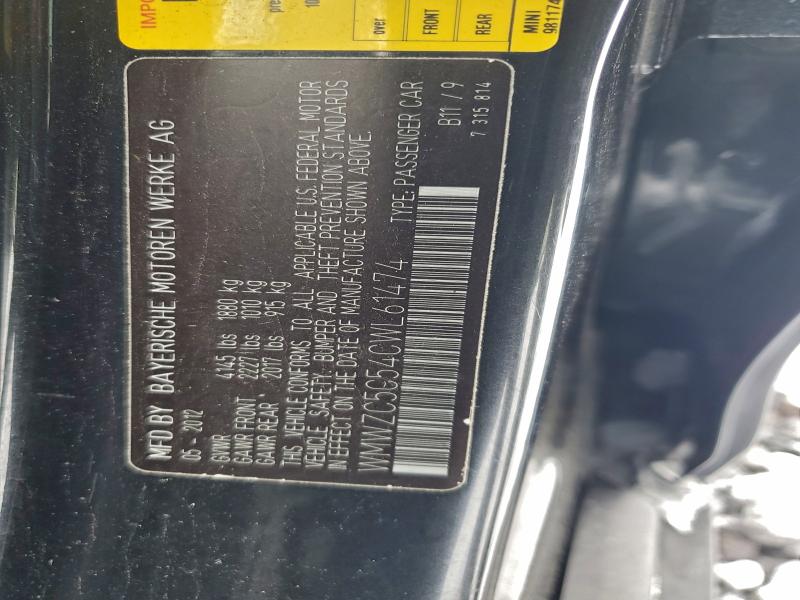 MFD BY BAYERISCHE MOTOREN WERKE AG
05 - 2012
GVWR 4145 lbs 1880 kg
GAWR FRONT 2227 lbs 1010 kg
GAWR REAR 2017 lbs 915 kg
THIS VEHICLE CONFORMS TO ALL APPLICABLE U.S. FEDERAL MOTOR
VEHICLE SAFETY, BUMPER AND THEFT PREVENTION STANDARDS
IN EFFECT ON THE DATE OF MANUFACTURE SHOWN ABOVE.
WMWZC5C54CWL61474 TYPE: PASSENGER CAR
B11 / 9
7 315 814
over
FRONT
REAR
MINI